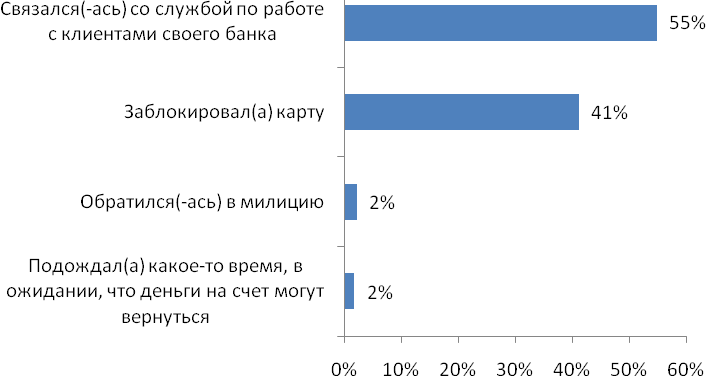 Связался(-ась) со службой по работе
с клиентами своего банка
55%
Заблокировал(а) карту
41%
Обратился(-ась) в милицию
2%
Подождал(а) какое-то время, в
ожидании, что деньги на счет могут
вернуться
2%
0% 10% 20% 30% 40% 50% 60%